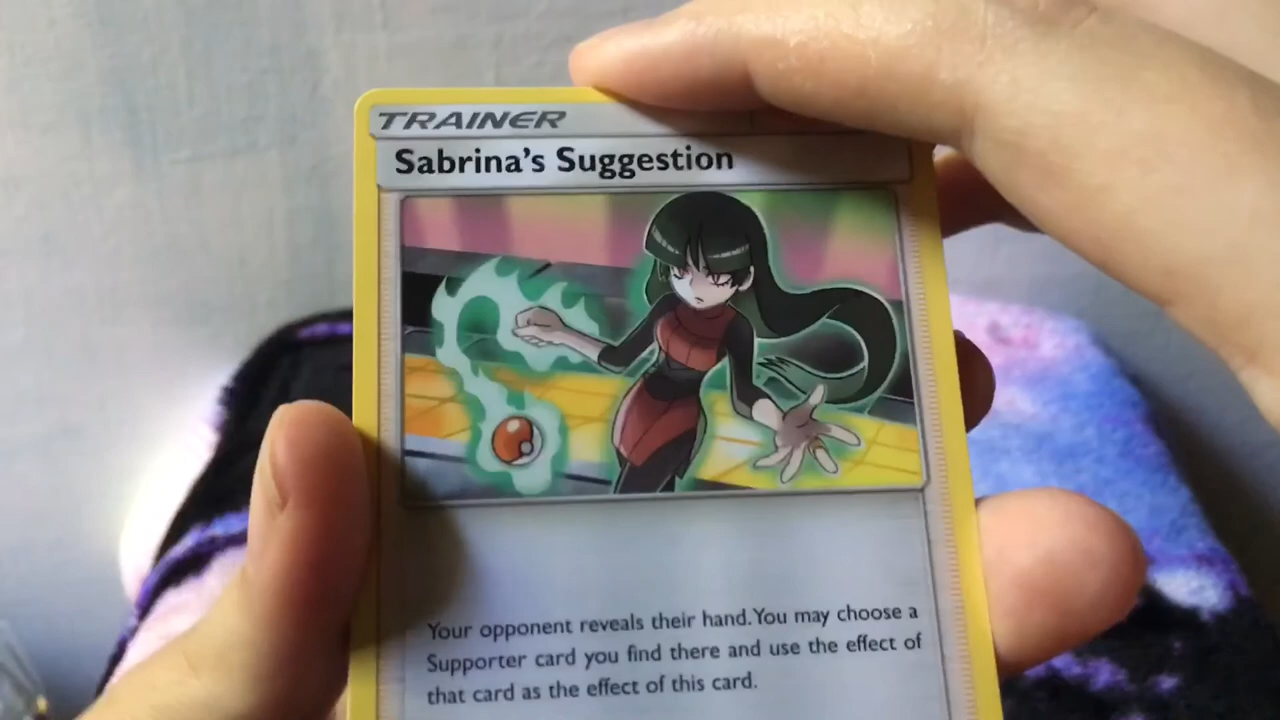 TRAINER
Sabrina's Suggestion
Your opponent reveals their hand. You may choose a
Supporter card you find there and use the effect of
that card as the effect of this card.